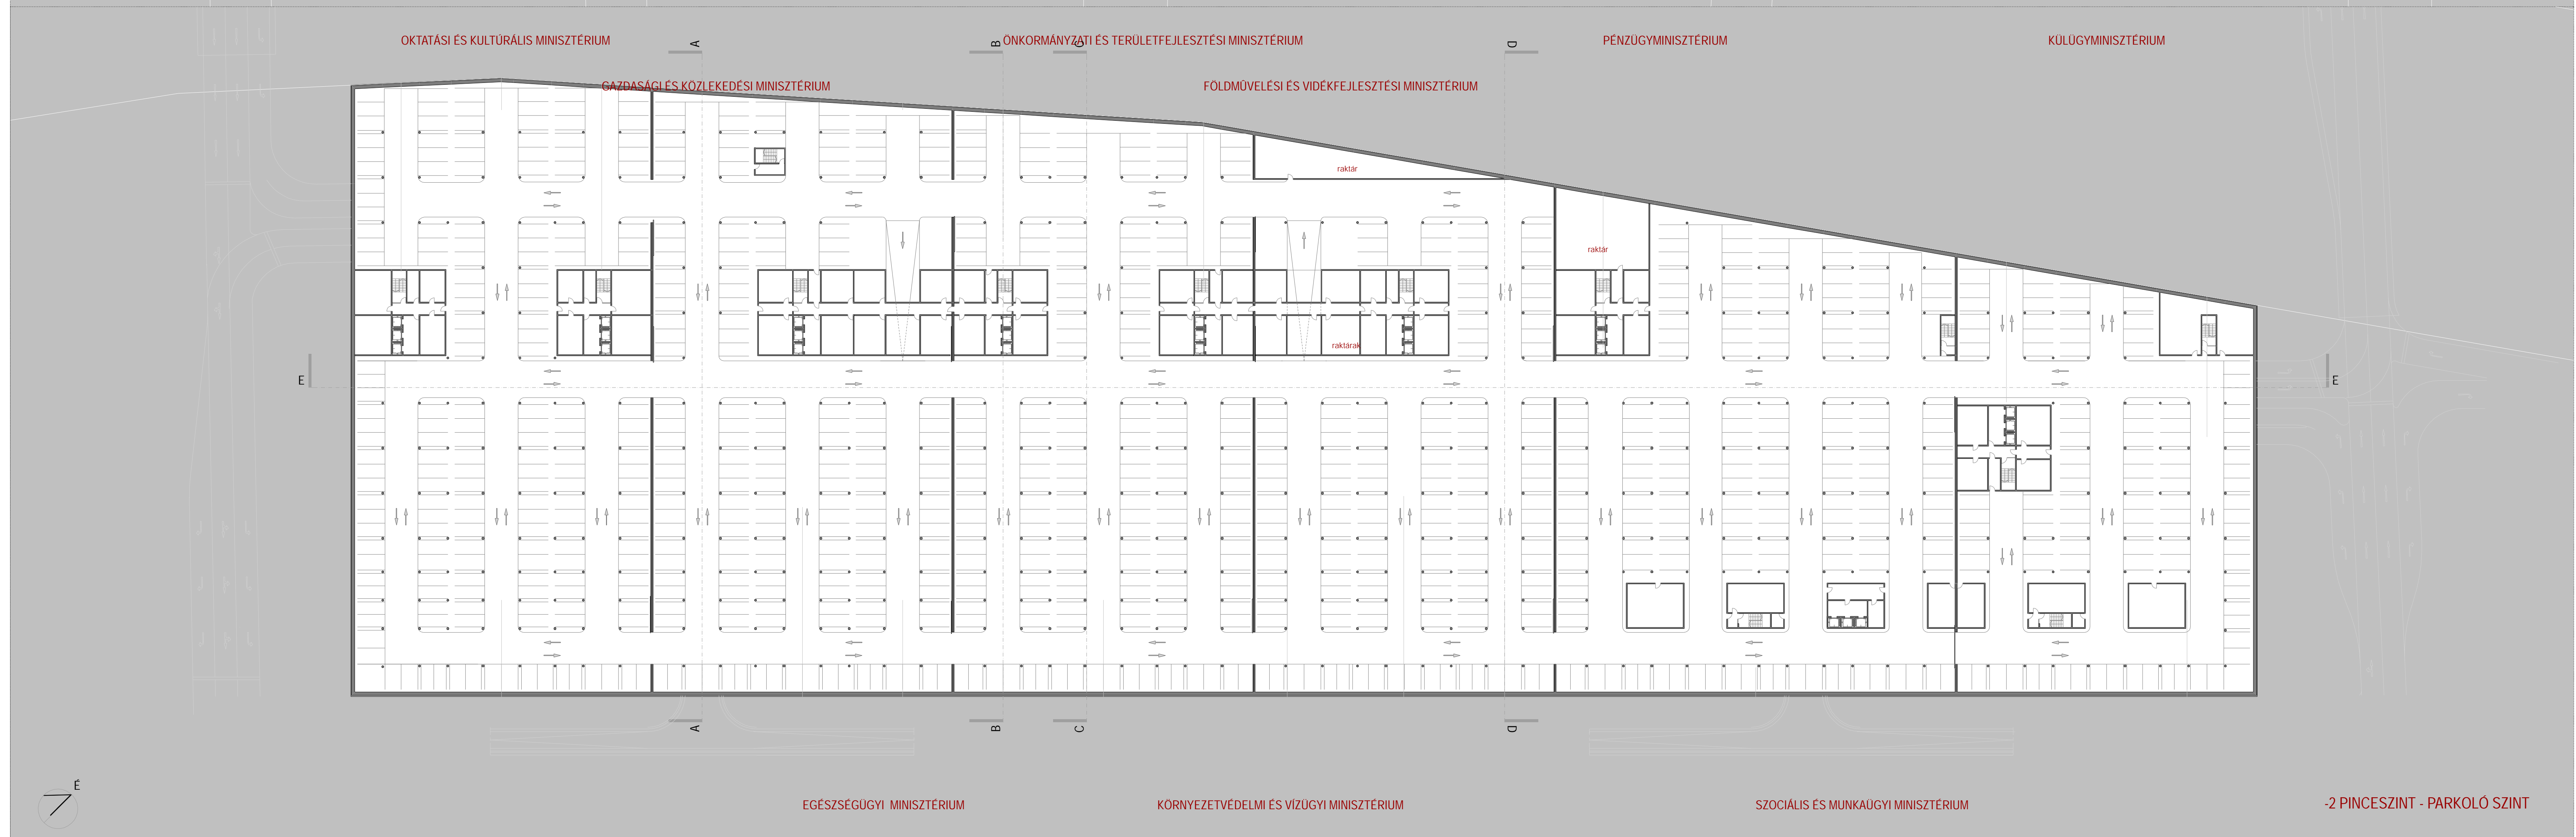 OKTATÁSI ÉS KULTÚRÁLIS MINISZTÉRIUM
A
B
ÖNKORMÁNYZATI ÉS TERÜLETFEJLESZTÉSI MINISZTÉRIUM
C
D
PÉNZÜGYMINISZTÉRIUM
KÜLÜGYMINISZTÉRIUM
GAZDASÁGI ÉS KÖZLEKEDÉSI MINISZTÉRIUM
FÖLDMŰVELÉSI ÉS VIDÉKFEJLESZTÉSI MINISZTÉRIUM
raktár
raktár
raktárak
E
E
A
B
C
D
É
EGÉSZSÉGÜGYI MINISZTÉRIUM
KÖRNYEZETVÉDELMI ÉS VÍZÜGYI MINISZTÉRIUM
SZOCIÁLIS ÉS MUNKAÜGYI MINISZTÉRIUM
-2 PINCESZINT - PARKOLÓ SZINT